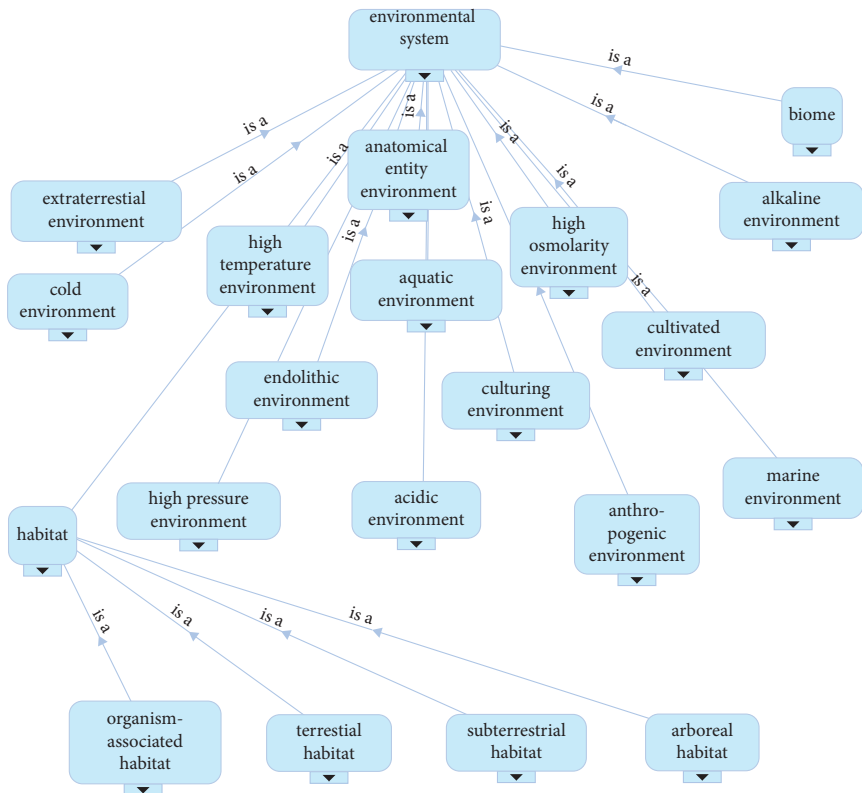 environmental
system
is a
biome
is a
alkaline
environment
is a
extraterrestial
environment
is a
cold
environment
is a
high
temperature
environment
is a
anatomical
entity
environment
is a
high
osmolarity
environment
is a
is a
is a
endolithic
environment
aquatic
environment
is a
cultivated
environment
culturing
environment
high pressure
environment
acidic
environment
marine
environment
anthro-
pogenic
environment
habitat
is a
is a
is a
is a
organism-
associated
habitat
terrestial
habitat
subterrestrial
habitat
arboreal
habitat